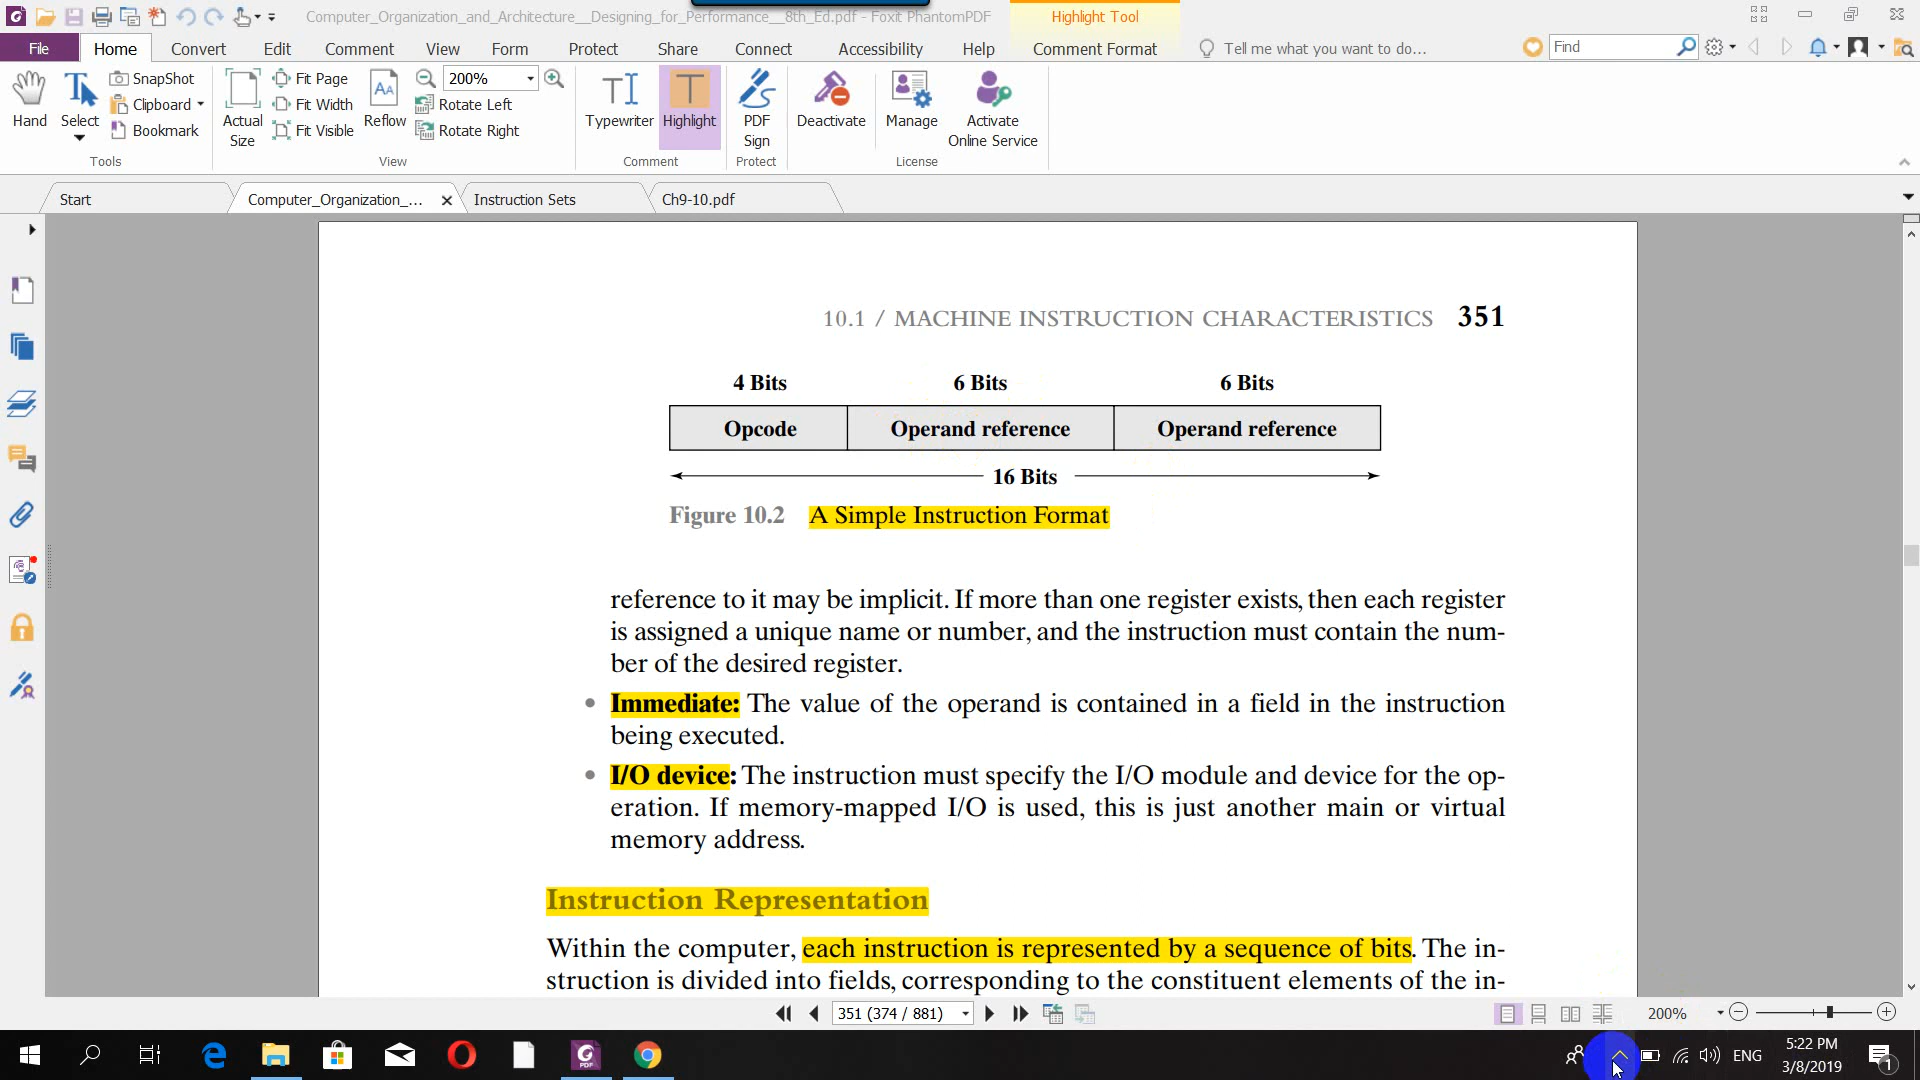 Computer_Organization_and_Architecture__Designing_for_Performance__8th_Ed.pdf - Foxit PhantomPDF
Highlight Tool
File Home Convert Edit Comment View Form Protect Share Connect Accessibility Help Comment Format Tell me what you want to do... Find
Hand
Select
SnapShot
Clipboard
Bookmark
Tools
Actual
Size
Fit Page
Fit Width
Fit Visible
Reflow
200%
Rotate Left
Rotate Right
View
Typewriter
Highlight
Comment
PDF
Sign
Protect
Deactivate
Manage
Activate
Online Service
License
Start
Computer_Organization_...
Instruction Sets
Ch9-10.pdf
10.1 / MACHINE INSTRUCTION CHARACTERISTICS 351
4 Bits 6 Bits 6 Bits
Opcode Operand reference Operand reference
16 Bits
Figure 10.2 A Simple Instruction Format
reference to it may be implicit. If more than one register exists, then each register
is assigned a unique name or number, and the instruction must contain the num-
ber of the desired register.
• Immediate: The value of the operand is contained in a field in the instruction
being executed.
• I/O device: The instruction must specify the I/O module and device for the op-
eration. If memory-mapped I/O is used, this is just another main or virtual
memory address.
Instruction Representation
Within the computer, each instruction is represented by a sequence of bits. The in-
struction is divided into fields, corresponding to the constituent elements of the in-
351 (374 / 881)
200%
ENG
5:22 PM
3/8/2019
1